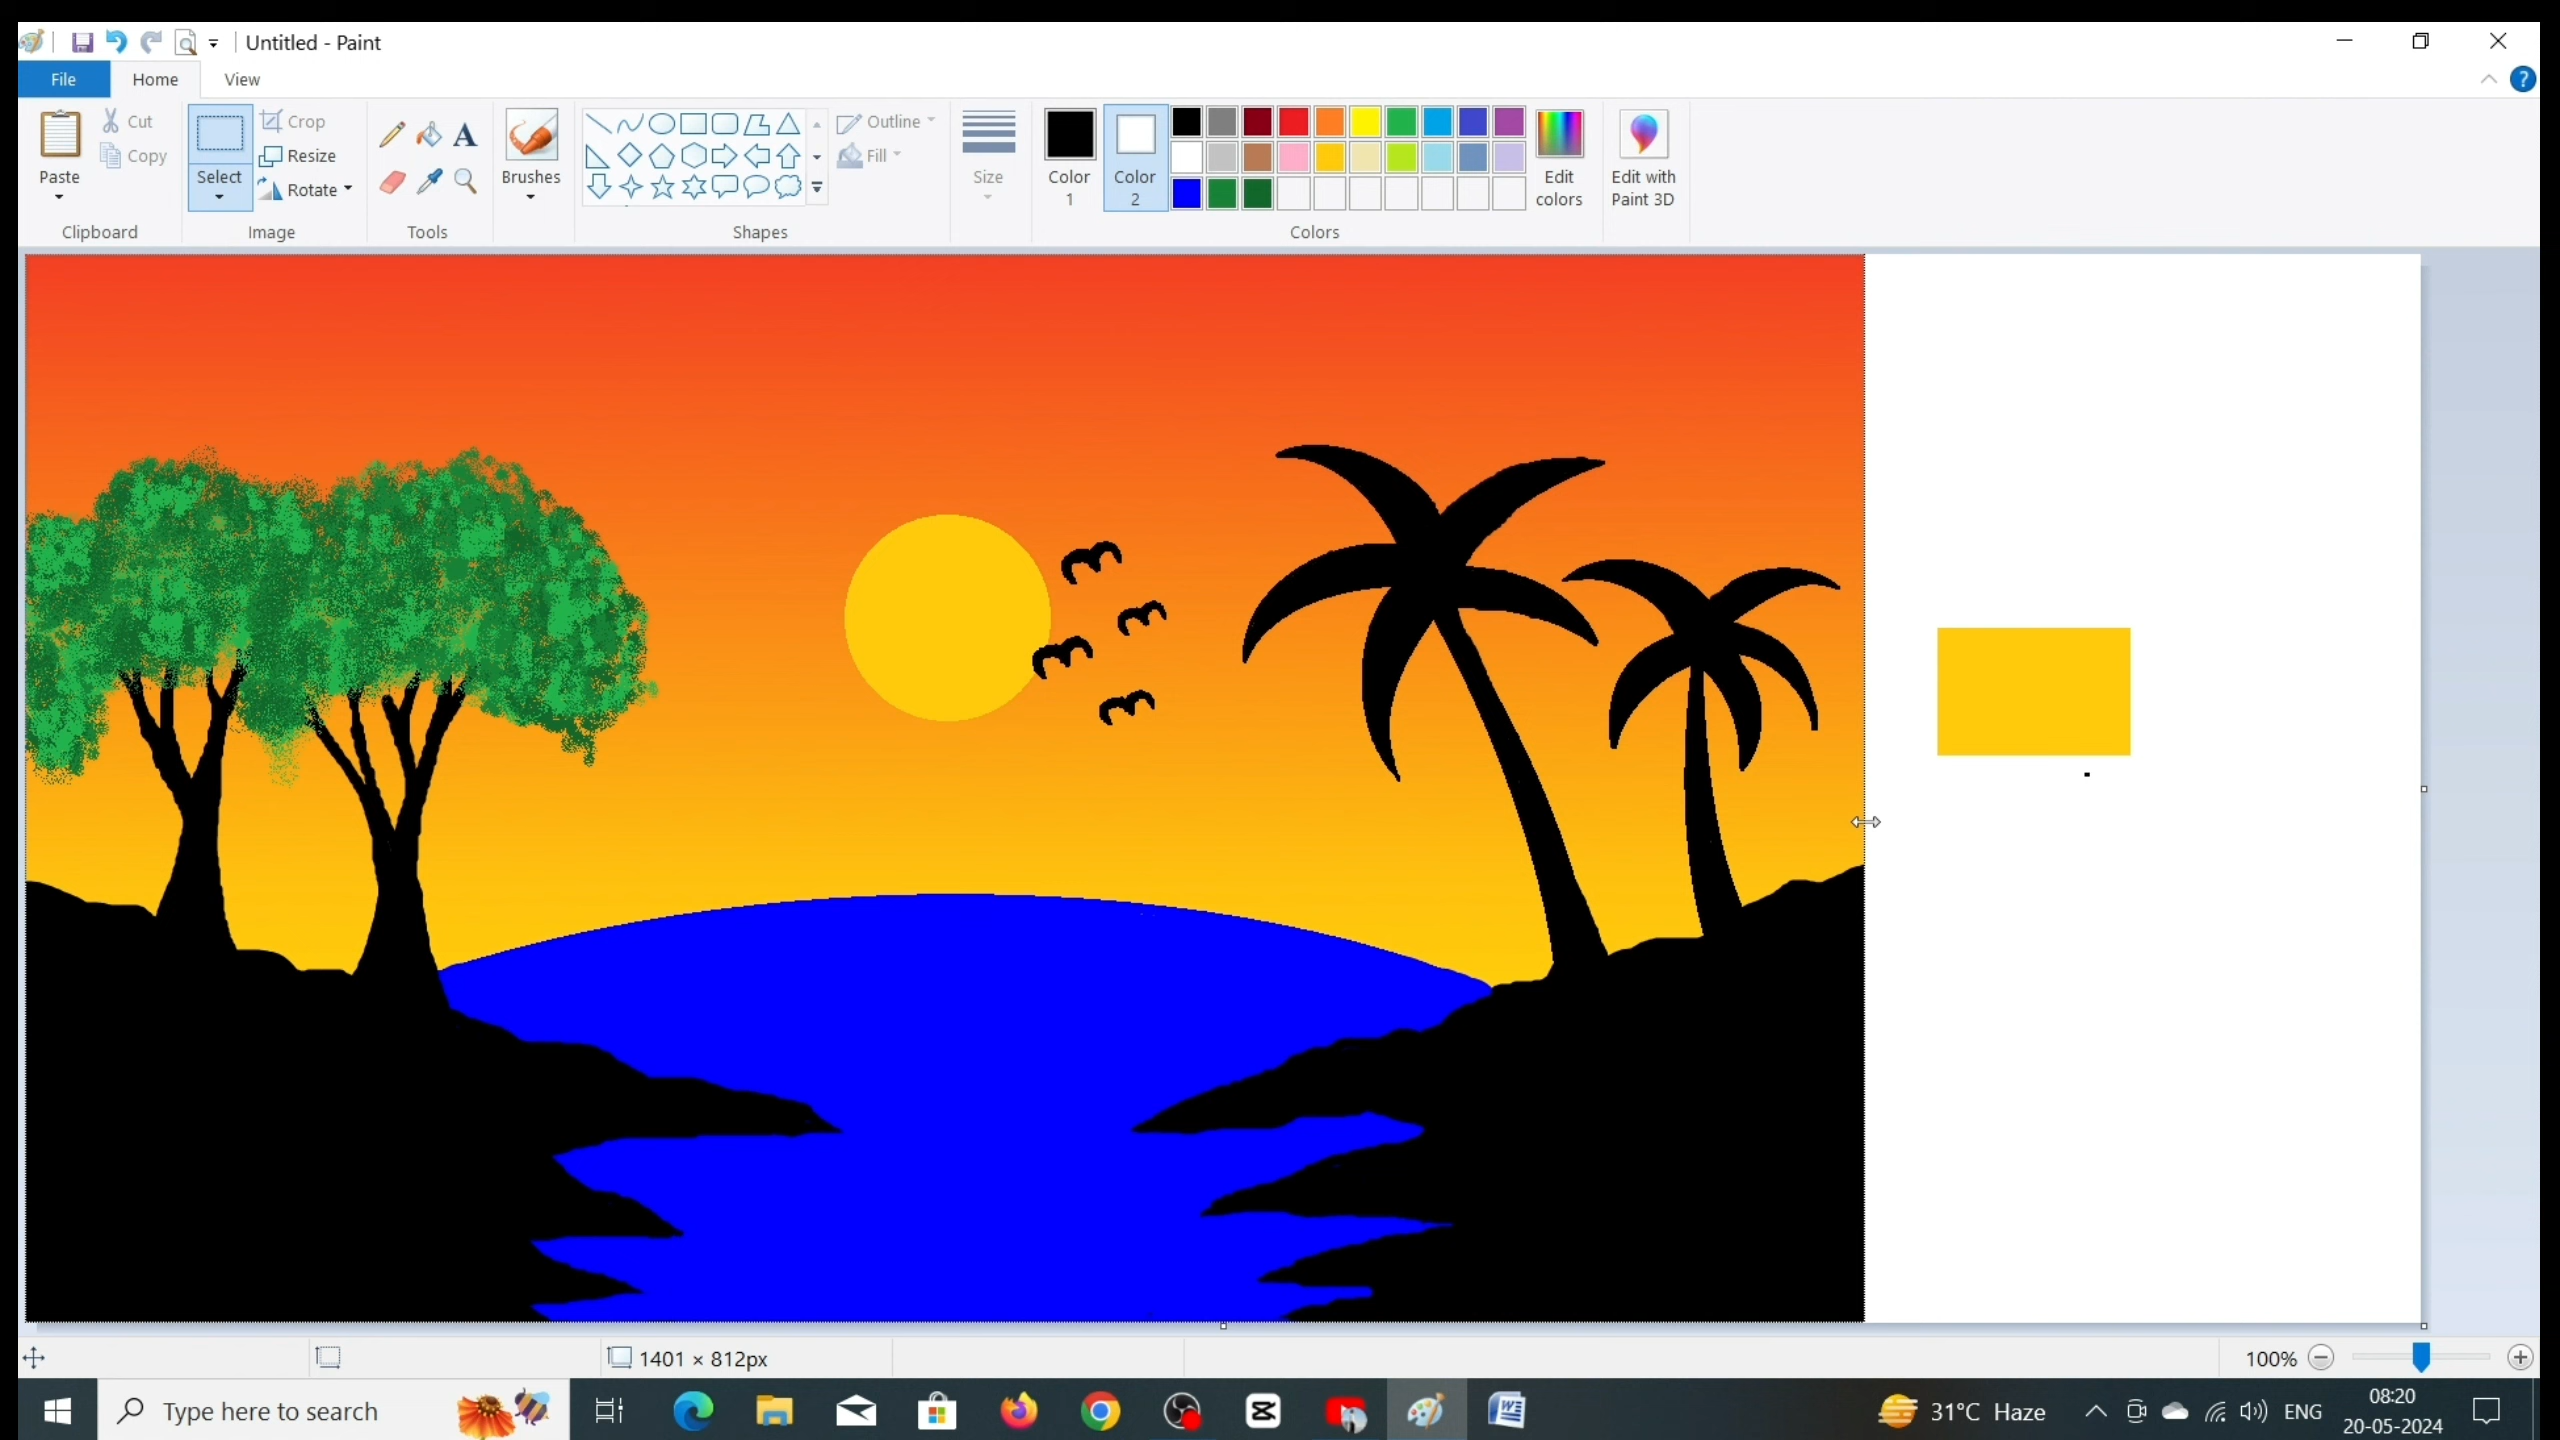 Untitled - Paint
File Home View
Paste
Cut
Copy
Clipboard
Select
Crop
Resize
Rotate
Image
A
Tools
Brushes
Outline
Fill
Shapes
Size
Color
1
Color
2
Edit
colors
Colors
Edit with
Paint 3D
1401 × 812px
100%
Type here to search
31°C Haze
ENG
08:20
20-05-2024